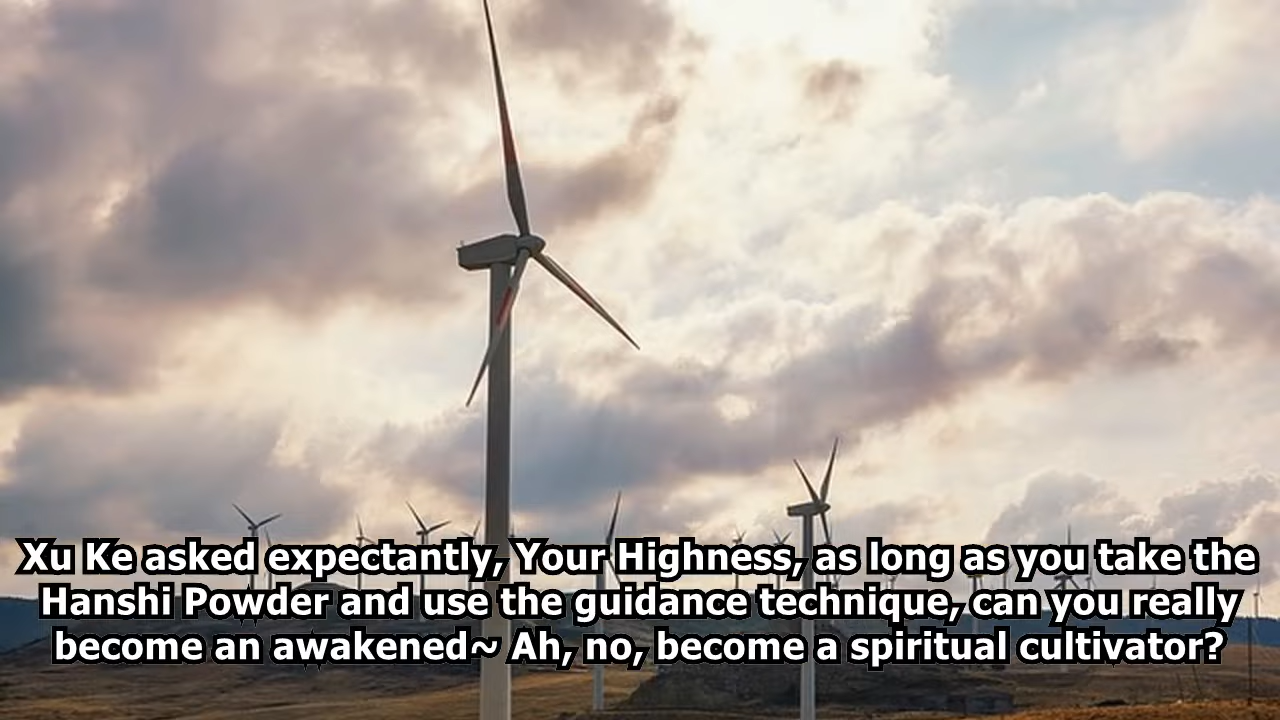 Xu Ke asked expectantly, Your Highness, as long as you take the
Hanshi Powder and use the guidance technique, can you really
become an awakened~ Ah, no, become a spiritual cultivator?